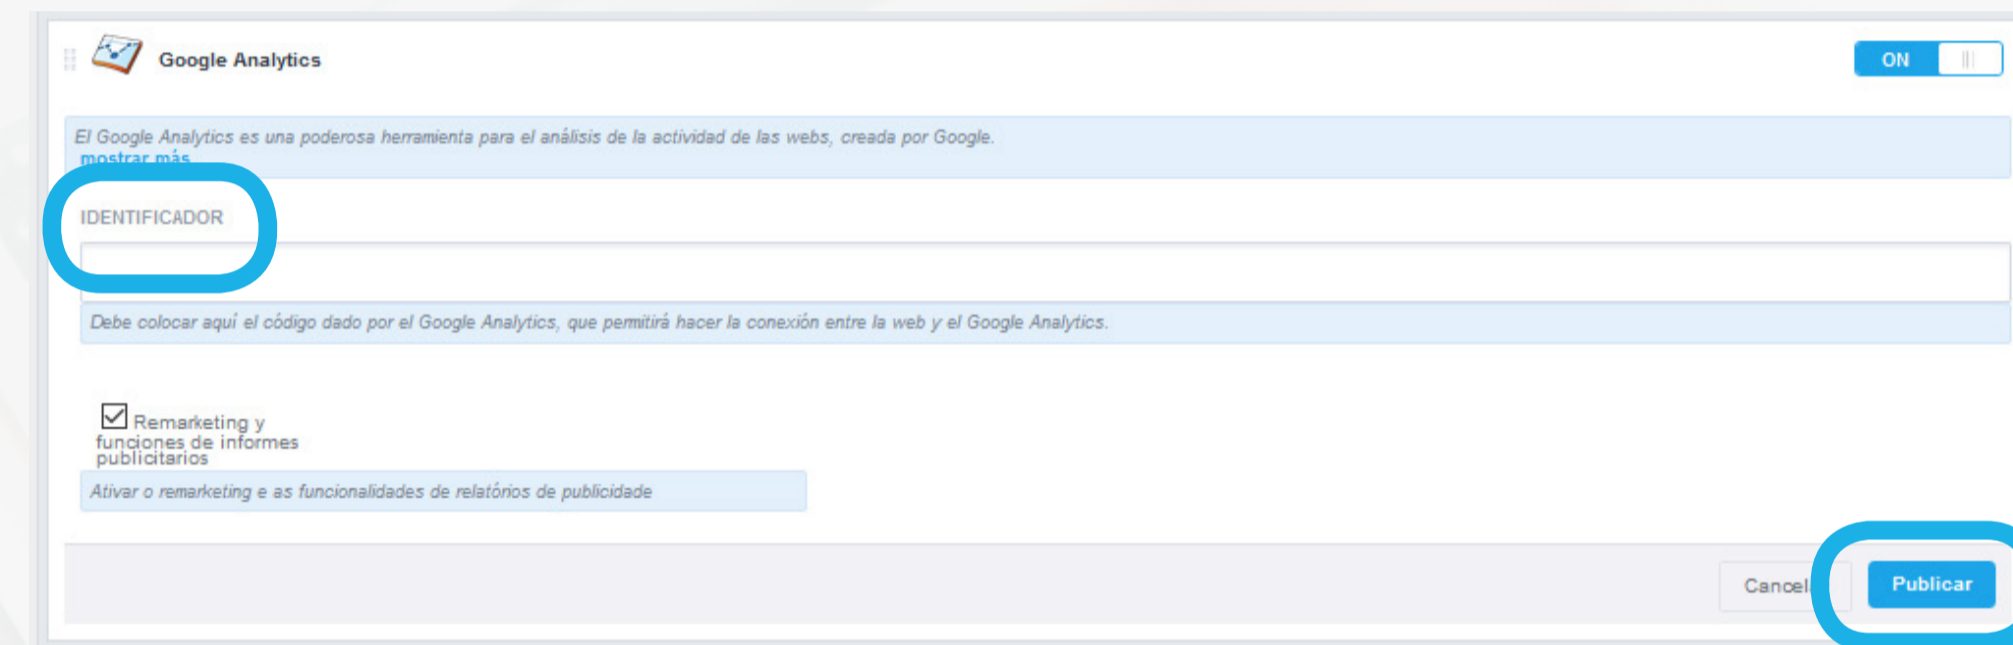 Google Analytics
ON
El Google Analytics es una poderosa herramienta para el análisis de la actividad de las webs, creada por Google.
mostrar más
IDENTIFICADOR
Debe colocar aquí el código dado por el Google Analytics, que permitirá hacer la conexión entre la web y el Google Analytics.
Remarketing y
funciones de informes
publicitarios
Ativar o remarketing e as funcionalidades de relatórios de publicidade
Publicar